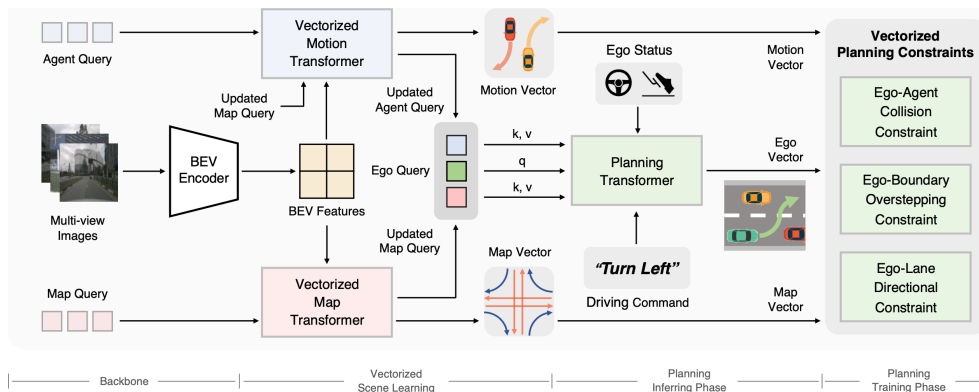 Agent Query
Vectorized
Motion
Transformer
Updated
Map Query
Updated
Agent Query
Motion Vector
Ego Status
Motion
Vector
Vectorized
Planning Constraints
Ego-Agent
Collision
Constraint
Multi-view
Images
BEV
Encoder
BEV Features
Ego Query
k, v
q
k, v
Planning
Transformer
Ego
Vector
Ego-Boundary
Overstepping
Constraint
Updated
Map Query
Map Query
Vectorized
Map
Transformer
Map Vector
“Turn Left”
Driving Command
Map
Vector
Ego-Lane
Directional
Constraint
Backbone
Vectorized
Scene Learning
Planning
Inferring Phase
Planning
Training Phase